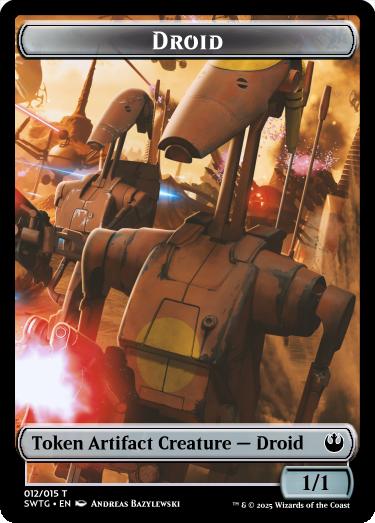 Droid
Token Artifact Creature — Droid
1/1
012/015 T
SWTG • EN Andreas Bazylewski
™ & © 2025 Wizards of the Coast